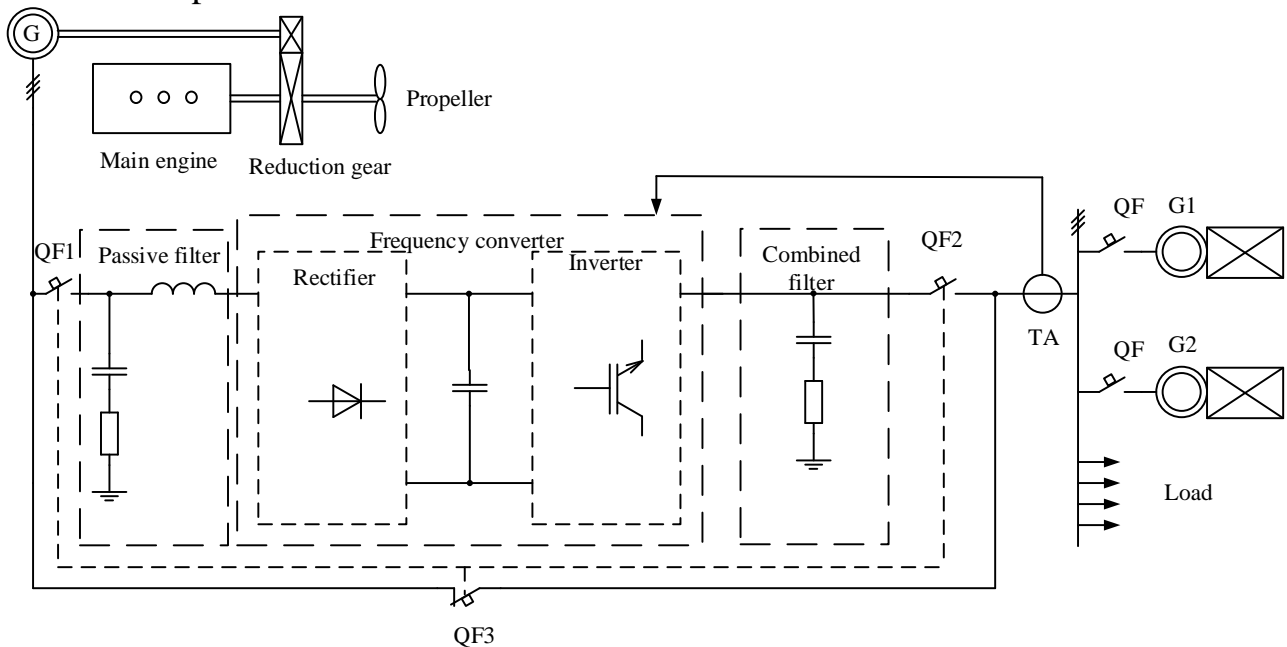 G
Propeller
Main engine
Reduction gear
QF1
Passive filter
Frequency converter
Rectifier
Inverter
Combined
filter
QF2
TA
QF
G1
QF
G2
Load
QF3